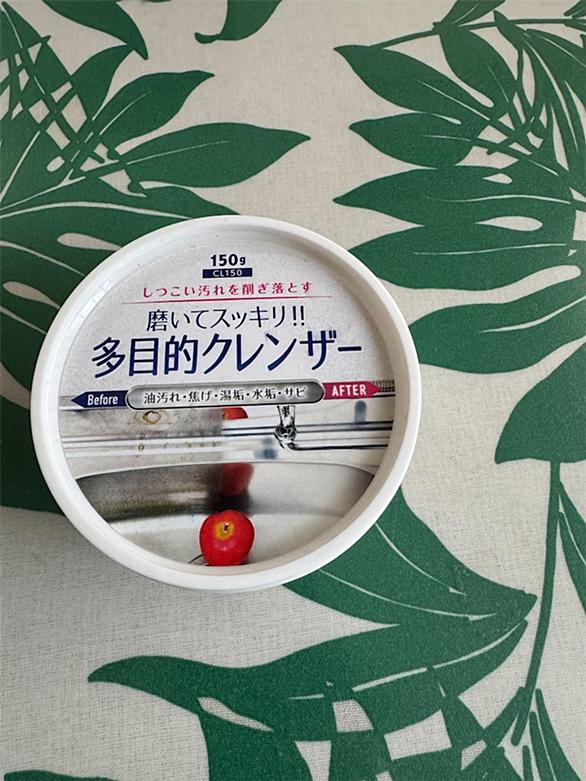 150g
CL150
しつこい汚れを削ぎ落とす
磨いてスッキリ!!
多目的クレンザー
Before 油汚れ・焦げ・湯垢・水垢・サビ AFTER